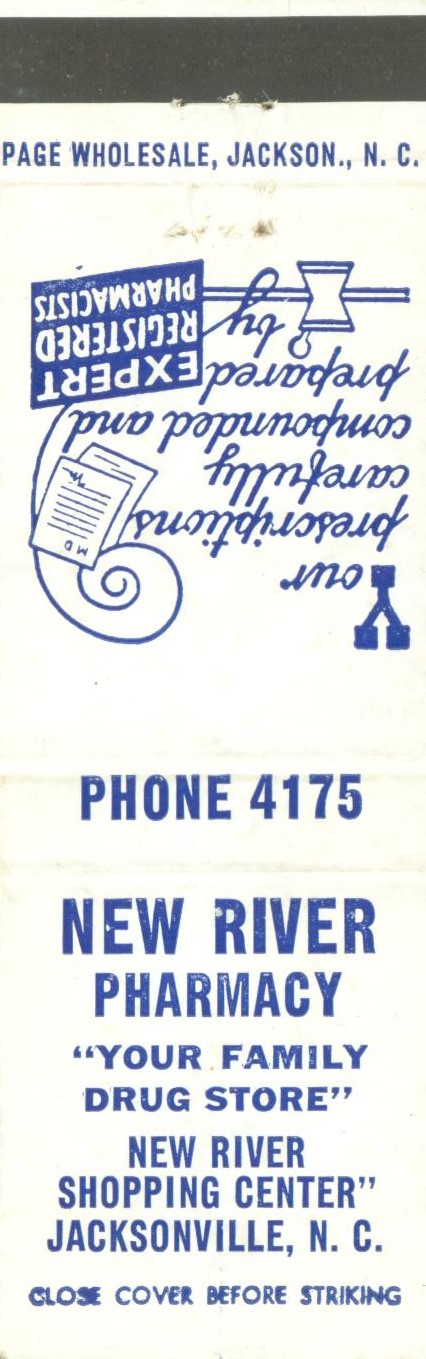 PAGE WHOLESALE, JACKSON., N. C.
our
prescriptions
carefully
compounded and
prepared
by
EXPERT
REGISTERED
PHARMACISTS
M D
PHONE 4175
NEW RIVER
PHARMACY
“YOUR FAMILY
DRUG STORE”
NEW RIVER
SHOPPING CENTER”
JACKSONVILLE, N. C.
CLOSE COVER BEFORE STRIKING